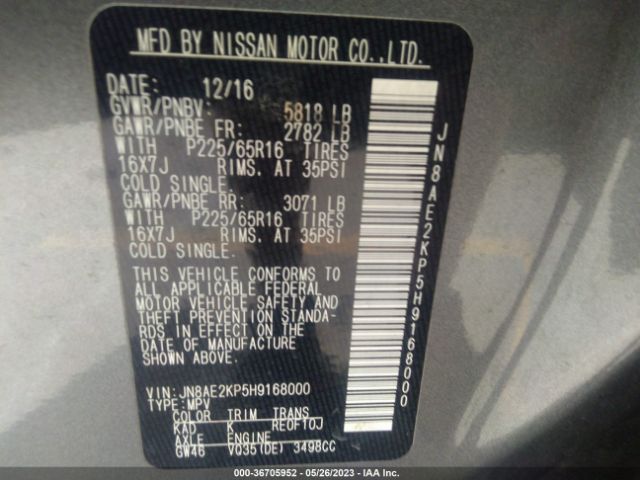 MFD BY NISSAN MOTOR CO.,LTD.
DATE: 12/16
GVWR/PNBV: 5818 LB
GAWR/PNBE FR: 2782 LB
WITH P225/65R16 TIRES
16X7J RIMS. AT 35PSI
COLD SINGLE.
GAWR/PNBE RR: 3071 LB
WITH P225/65R16 TIRES
16X7J RIMS. AT 35PSI
COLD SINGLE.
THIS VEHICLE CONFORMS TO
ALL APPLICABLE FEDERAL
MOTOR VEHICLE SAFETY AND
THEFT PREVENTION STANDA-
RDS IN EFFECT ON THE
DATE OF MANUFACTURE
SHOWN ABOVE.
VIN: JN8AE2KP5H9168000
TYPE: MPV
COLOR TRIM TRANS
KAD K RE0F10J
AXLE ENGINE
GW46 VQ35(DE) 3498CC
JN8AE2KP5H9168000
000-36705952 - 05/26/2023 - IAA Inc.